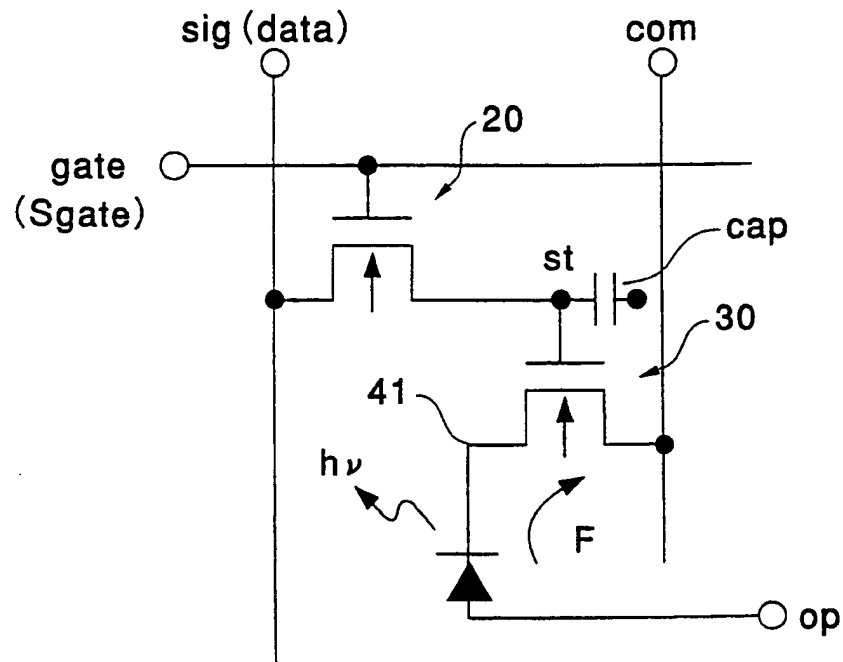 sig (data)
com
20
gate
(Sgate)
cap
st
30
41
hν
F
op